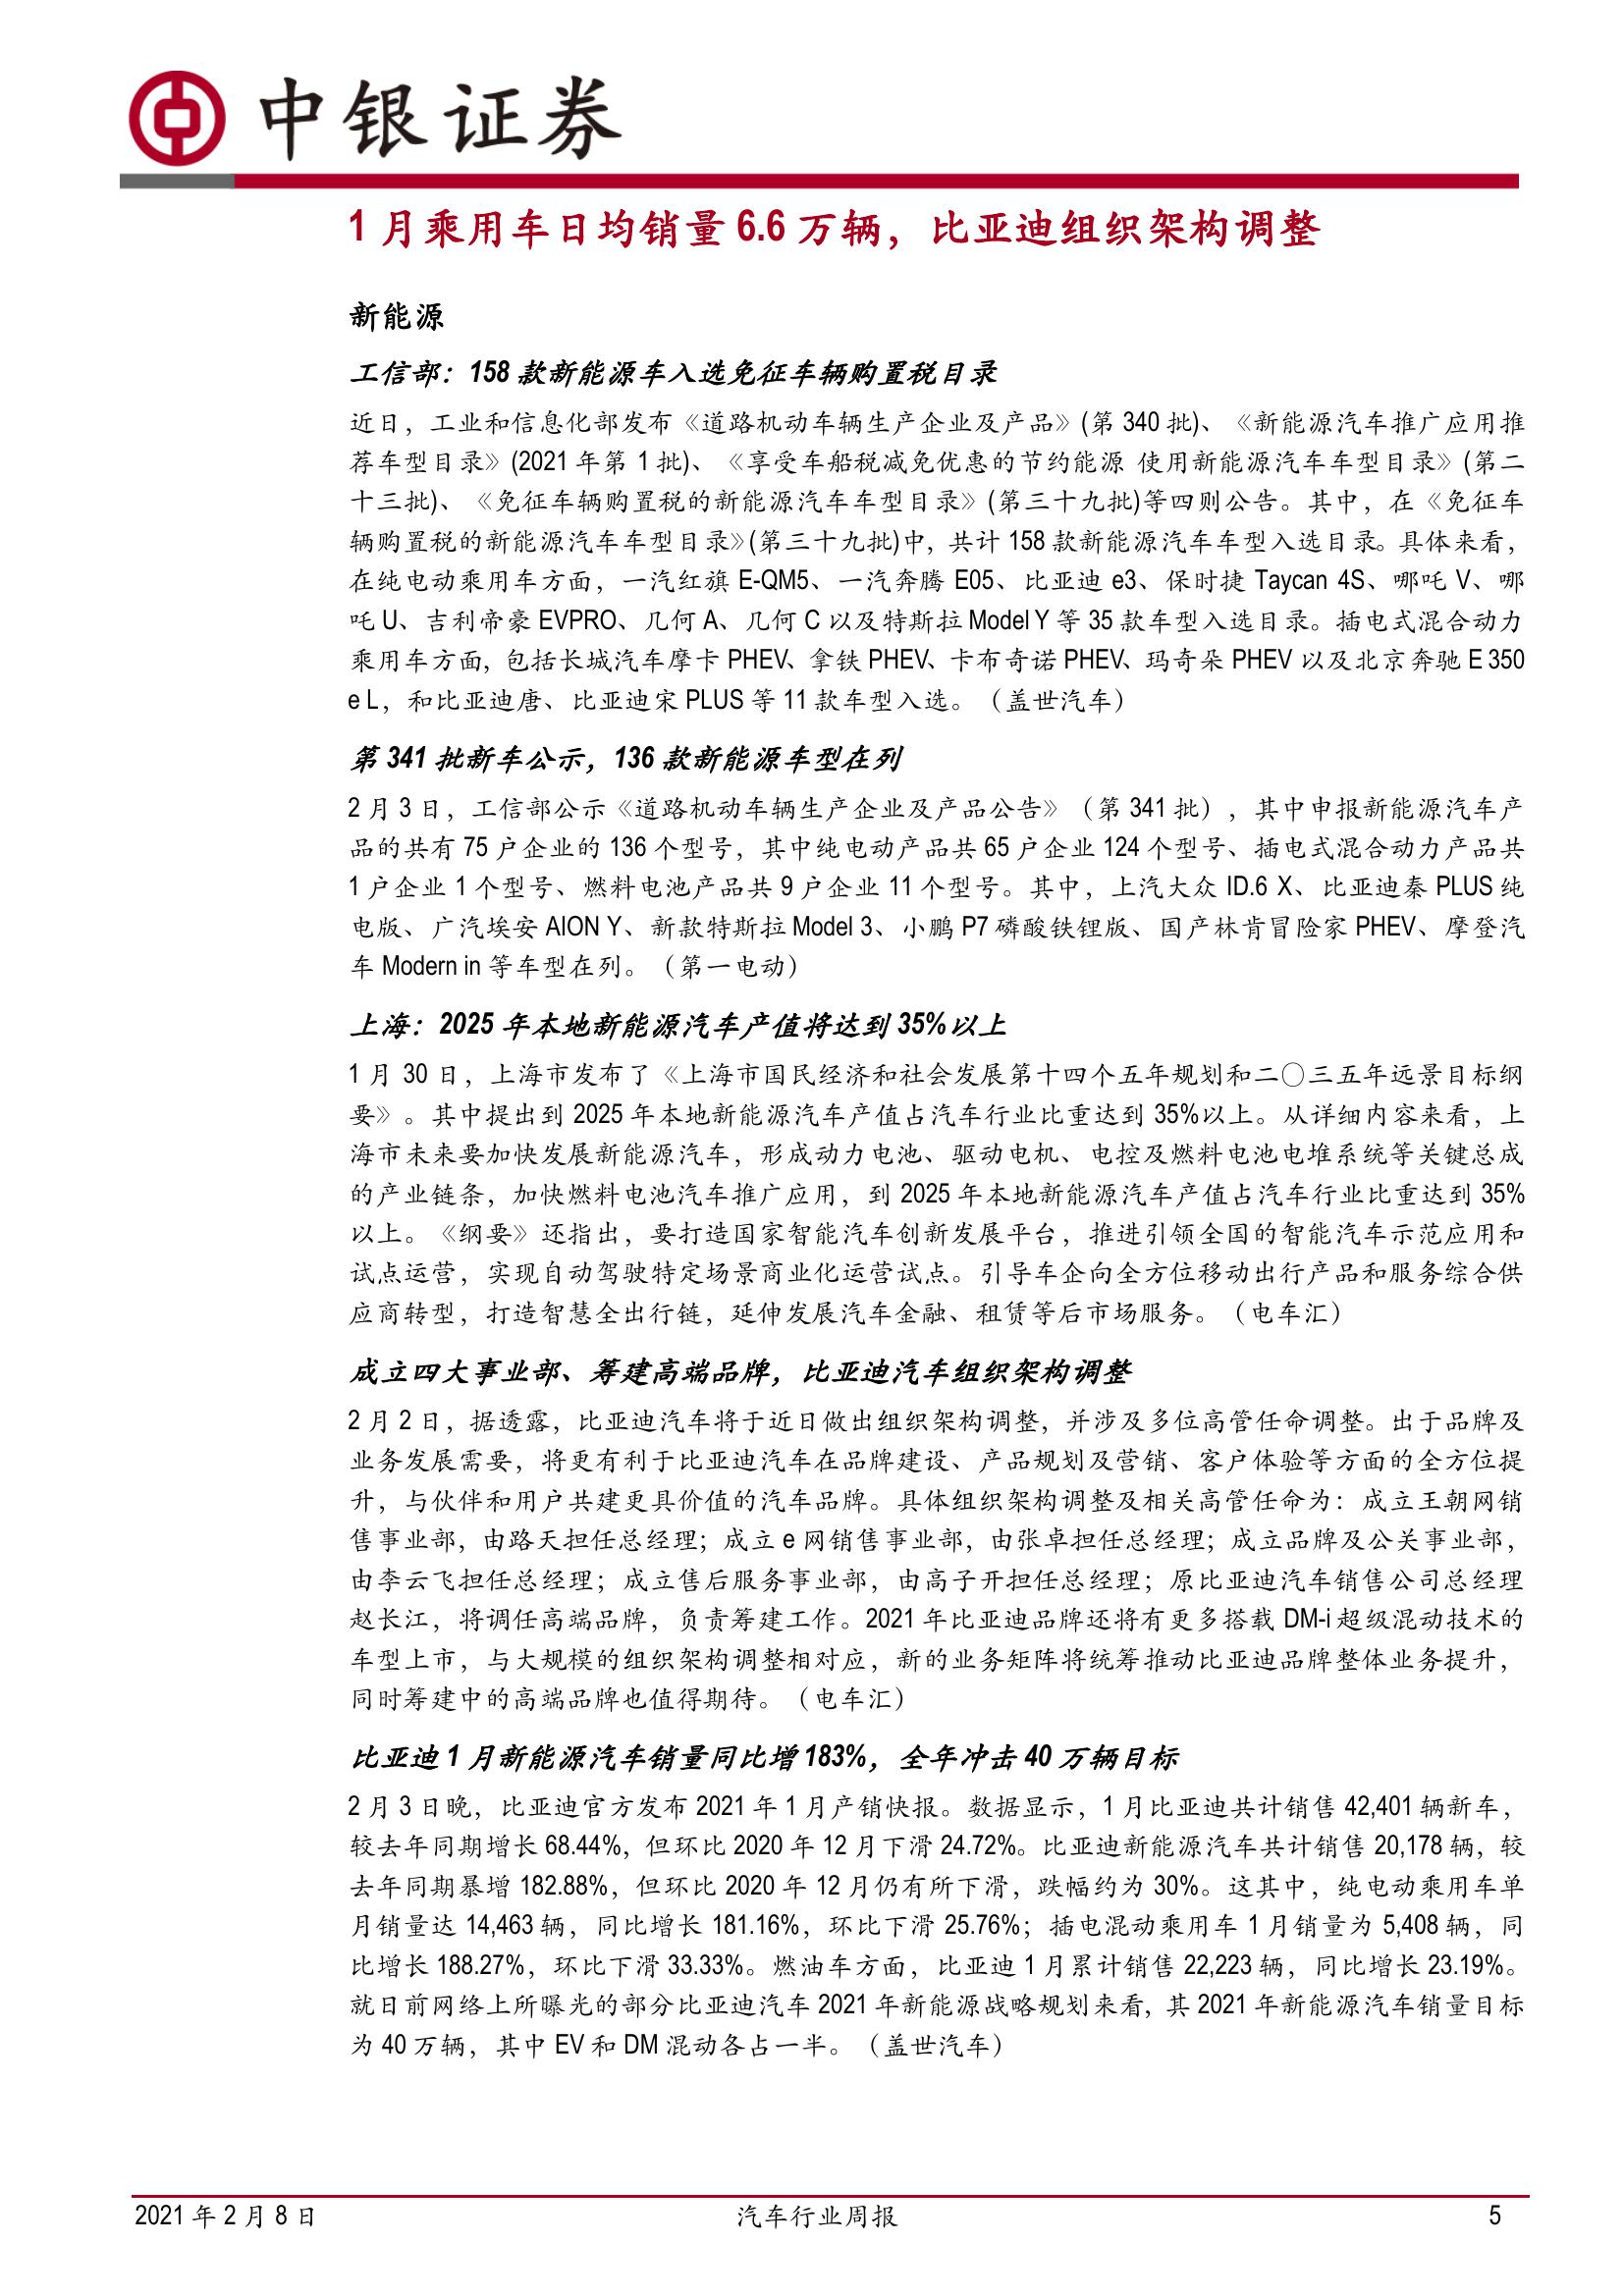 中银证券
1 月乘用车日均销量 6.6 万辆，比亚迪组织架构调整
新能源
工信部：158 款新能源车入选免征车辆购置税目录
近日，工业和信息化部发布《道路机动车辆生产企业及产品》(第 340 批)、《新能源汽车推广应用推
荐车型目录》(2021 年第 1 批)、《享受车船税减免优惠的节约能源 使用新能源汽车车型目录》(第二
十三批)、《免征车辆购置税的新能源汽车车型目录》(第三十九批)等四则公告。其中，在《免征车
辆购置税的新能源汽车车型目录》(第三十九批)中，共计 158 款新能源汽车车型入选目录。具体来看，
在纯电动乘用车方面，一汽红旗 E-QM5、一汽奔腾 E05、比亚迪 e3、保时捷 Taycan 4S、哪吒 V、哪
吒 U、吉利帝豪 EVPRO、几何 A、几何 C 以及特斯拉 Model Y 等 35 款车型入选目录。插电式混合动力
乘用车方面，包括长城汽车摩卡 PHEV、拿铁 PHEV、卡布奇诺 PHEV、玛奇朵 PHEV 以及北京奔驰 E 350
e L，和比亚迪唐、比亚迪宋 PLUS 等 11 款车型入选。（盖世汽车）
第 341 批新车公示，136 款新能源车型在列
2 月 3 日，工信部公示《道路机动车辆生产企业及产品公告》（第 341 批），其中申报新能源汽车产
品的共有 75 户企业的 136 个型号，其中纯电动产品共 65 户企业 124 个型号、插电式混合动力产品共
1 户企业 1 个型号、燃料电池产品共 9 户企业 11 个型号。其中，上汽大众 ID.6 X、比亚迪秦 PLUS 纯
电版、广汽埃安 AION Y、新款特斯拉 Model 3、小鹏 P7 磷酸铁锂版、国产林肯冒险家 PHEV、摩登汽
车 Modern in 等车型在列。（第一电动）
上海：2025 年本地新能源汽车产值将达到 35%以上
1 月 30 日，上海市发布了《上海市国民经济和社会发展第十四个五年规划和二〇三五年远景目标纲
要》。其中提出到 2025 年本地新能源汽车产值占汽车行业比重达到 35%以上。从详细内容来看，上
海市未来要加快发展新能源汽车，形成动力电池、驱动电机、电控及燃料电池电堆系统等关键总成
的产业链条，加快燃料电池汽车推广应用，到 2025 年本地新能源汽车产值占汽车行业比重达到 35%
以上。《纲要》还指出，要打造国家智能汽车创新发展平台，推进引领全国的智能汽车示范应用和
试点运营，实现自动驾驶特定场景商业化运营试点。引导车企向全方位移动出行产品和服务综合供
应商转型，打造智慧全出行链，延伸发展汽车金融、租赁等后市场服务。（电车汇）
成立四大事业部、筹建高端品牌，比亚迪汽车组织架构调整
2 月 2 日，据透露，比亚迪汽车将于近日做出组织架构调整，并涉及多位高管任命调整。出于品牌及
业务发展需要，将更有利于比亚迪汽车在品牌建设、产品规划及营销、客户体验等方面的全方位提
升，与伙伴和用户共建更具价值的汽车品牌。具体组织架构调整及相关高管任命为：成立王朝网销
售事业部，由路天担任总经理；成立 e 网销售事业部，由张卓担任总经理；成立品牌及公关事业部，
由李云飞担任总经理；成立售后服务事业部，由高子开担任总经理；原比亚迪汽车销售公司总经理
赵长江，将调任高端品牌，负责筹建工作。2021 年比亚迪品牌还将有更多搭载 DM-i 超级混动技术的
车型上市，与大规模的组织架构调整相对应，新的业务矩阵将统筹推动比亚迪品牌整体业务提升，
同时筹建中的高端品牌也值得期待。（电车汇）
比亚迪 1 月新能源汽车销量同比增 183%，全年冲击 40 万辆目标
2 月 3 日晚，比亚迪官方发布 2021 年 1 月产销快报。数据显示，1 月比亚迪共计销售 42,401 辆新车，
较去年同期增长 68.44%，但环比 2020 年 12 月下滑 24.72%。比亚迪新能源汽车共计销售 20,178 辆，较
去年同期暴增 182.88%，但环比 2020 年 12 月仍有所下滑，跌幅约为 30%。这其中，纯电动乘用车单
月销量达 14,463 辆，同比增长 181.16%，环比下滑 25.76%；插电混动乘用车 1 月销量为 5,408 辆，同
比增长 188.27%，环比下滑 33.33%。燃油车方面，比亚迪 1 月累计销售 22,223 辆，同比增长 23.19%。
就日前网络上所曝光的部分比亚迪汽车 2021 年新能源战略规划来看，其 2021 年新能源汽车销量目标
为 40 万辆，其中 EV 和 DM 混动各占一半。（盖世汽车）
2021 年 2 月 8 日 汽车行业周报 5